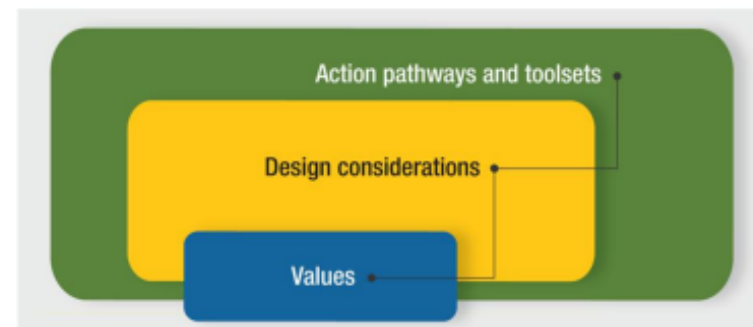 Action pathways and toolsets
Design considerations
Values